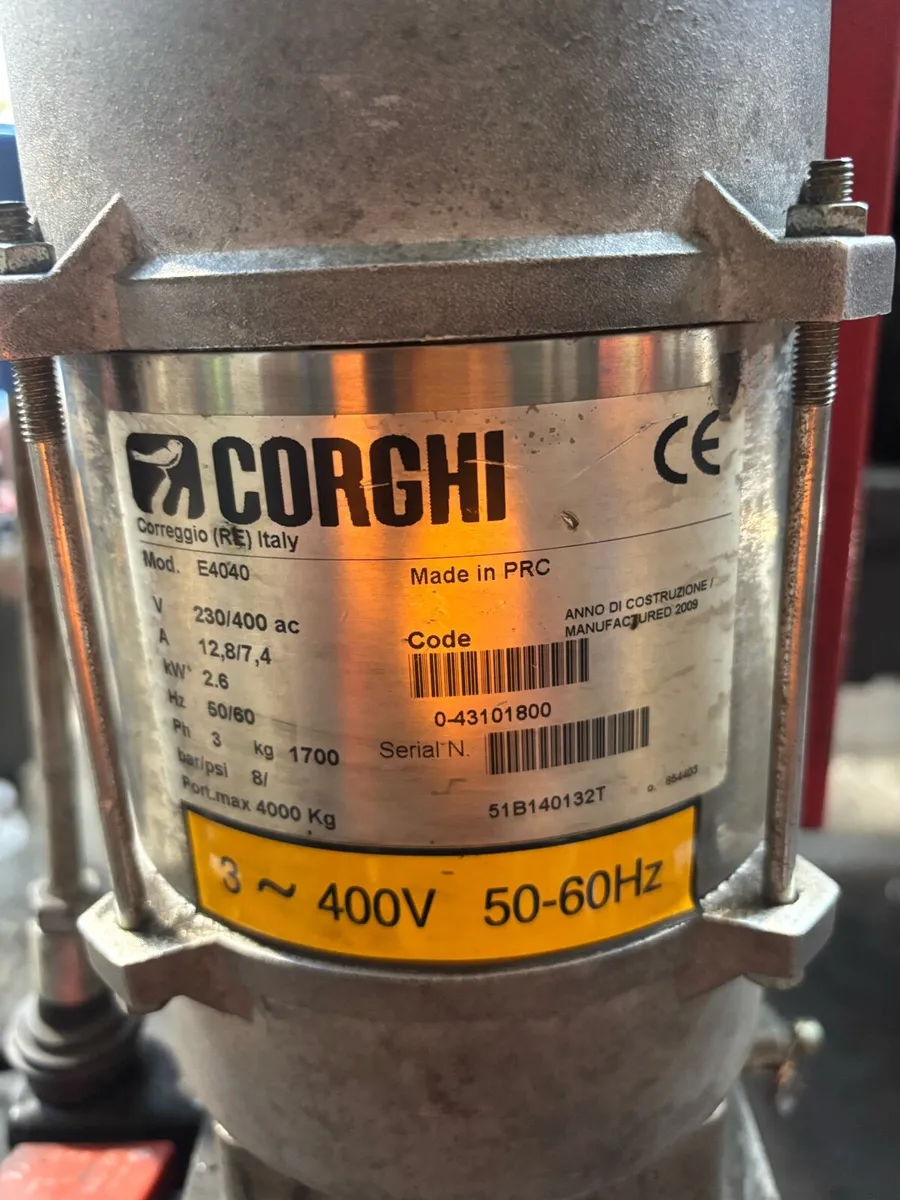 CORGHI
CE
Correggio (RE) Italy
Mod. E4040
Made in PRC
V 230/400 ac
A 12,8/7,4
kW 2.6
Hz 50/60
Ph 3 kg 1700
bar/psi 8/
Port.max 4000 Kg
ANNO DI COSTRUZIONE /
MANUFACTURED 2009
Code
0-43101800
Serial N.
51B140132T
o. 654403
3 ~ 400V 50-60Hz